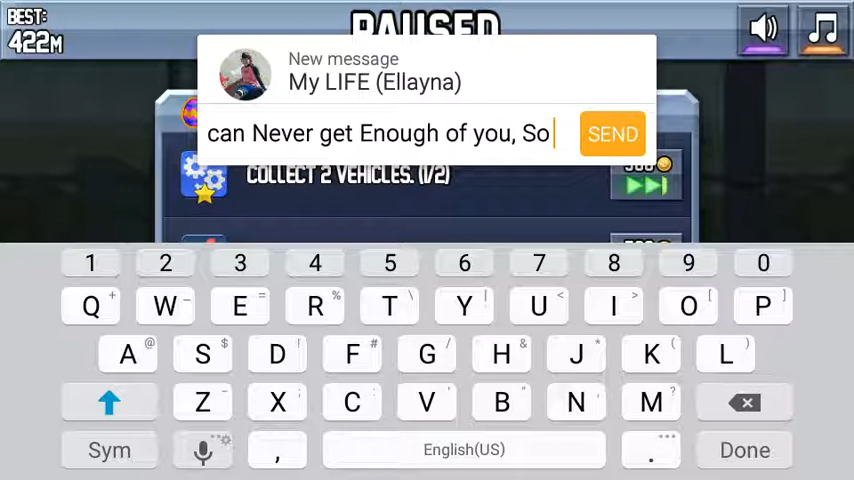 BEST:
422M
PAUSED
New message
My LIFE (Ellayna)
can Never get Enough of you, So
SEND
COLLECT 2 VEHICLES. (1/2)
1 2 3 4 5 6 7 8 9 0
Q + W _ E = R % T \ Y | U < I > O [ P ]
A @ S $ D ! F # G / H & J * K ( L )
Z - X ' C : V ' B " N , M ?
Sym , English(US) . Done